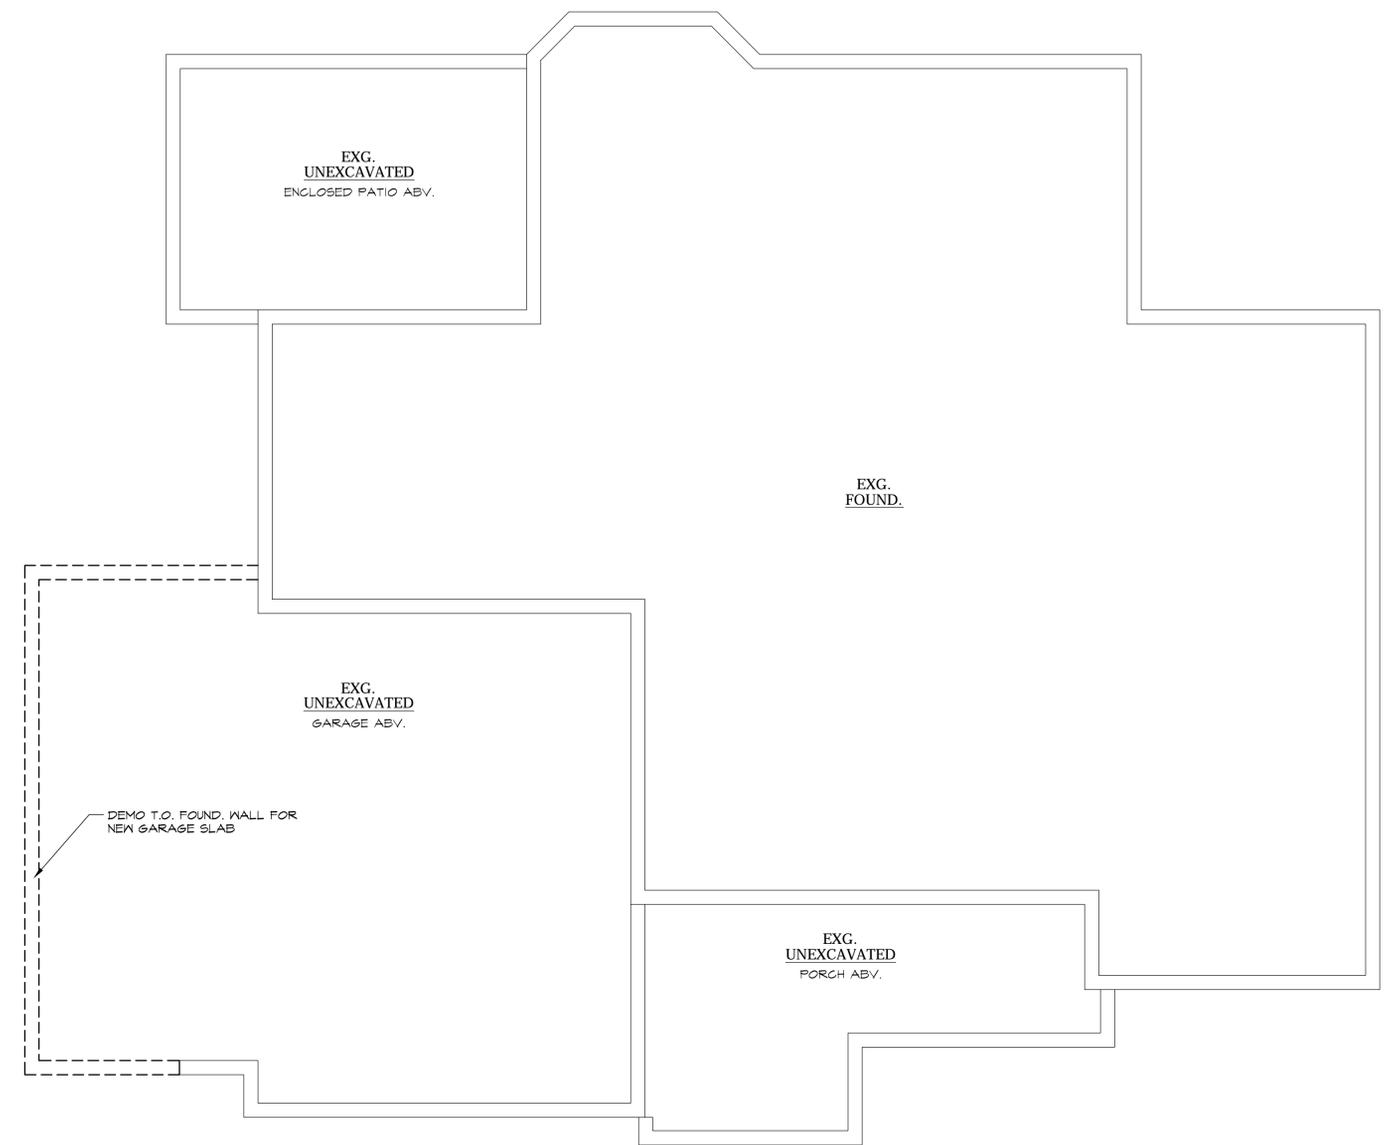 EXG.
UNEXCAVATED
ENCLOSED PATIO ABV.
EXG.
FOUND.
EXG.
UNEXCAVATED
GARAGE ABV.
DEMO T.O. FOUND. WALL FOR
NEW GARAGE SLAB
EXG.
UNEXCAVATED
PORCH ABV.